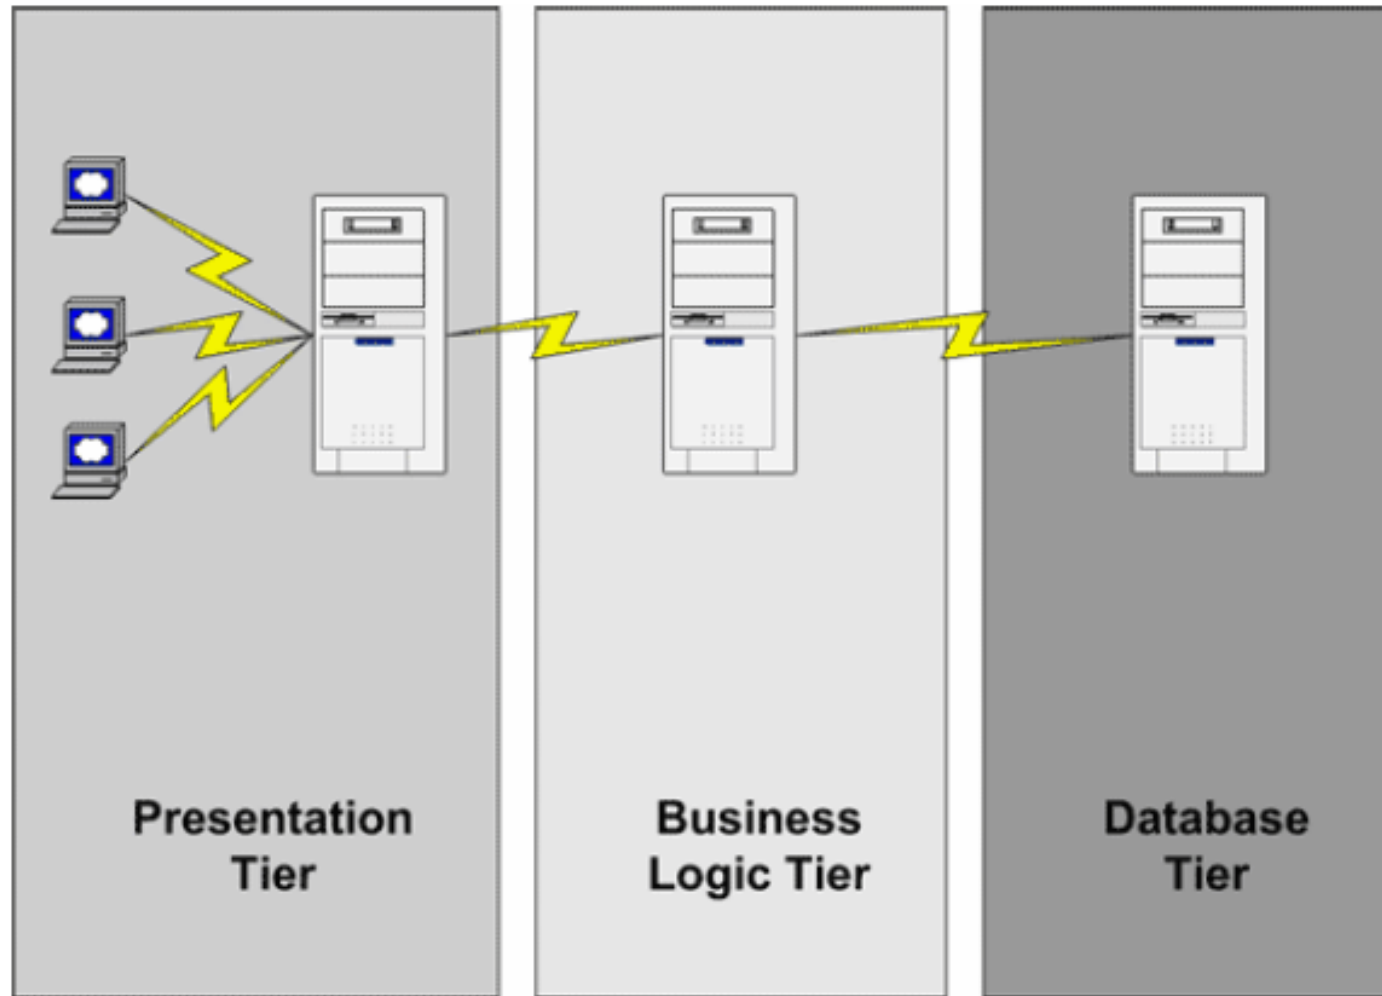 Presentation
Tier
Business
Logic Tier
Database
Tier